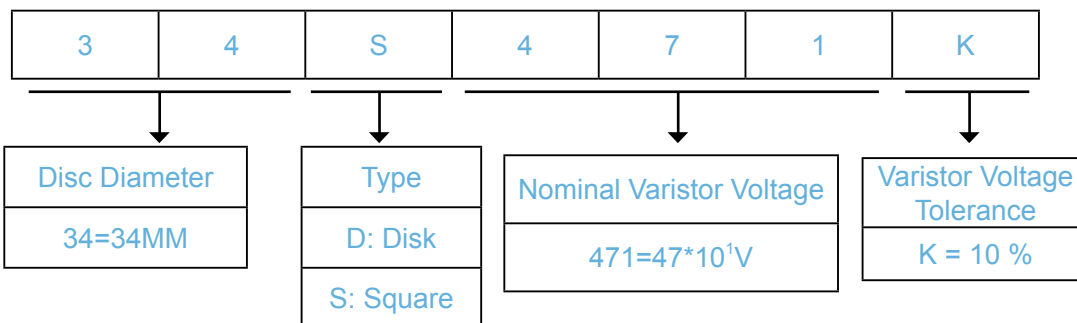 3 4 S 4 7 1 K
Disc Diameter
34=34MM
Type
D: Disk
S: Square
Nominal Varistor Voltage
471=47*10¹V
Varistor Voltage
Tolerance
K = 10 %